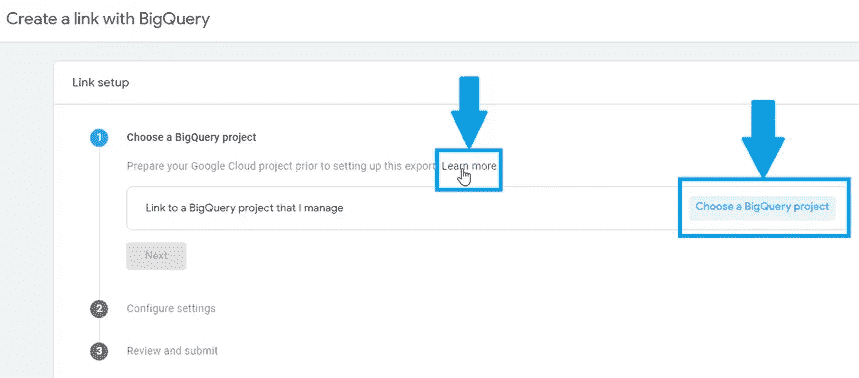 Create a link with BigQuery
Link setup
1 Choose a BigQuery project
Prepare your Google Cloud project prior to setting up this export. Learn more
Link to a BigQuery project that I manage Choose a BigQuery project
Next
2 Configure settings
3 Review and submit